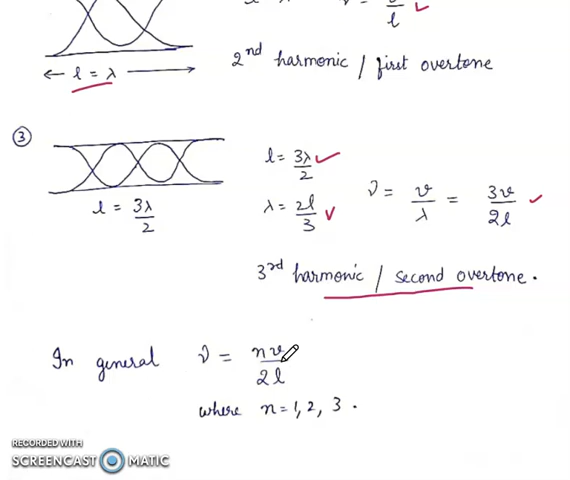 ν = v/l
l = λ
2nd harmonic / first overtone
③
l = 3λ/2
l = 3λ/2
λ = 2l/3
ν = v/λ = 3v/2l
3rd harmonic / second overtone.
In general ν = nv/2l
where n = 1, 2, 3.
RECORDED WITH
SCREENCAST MATIC